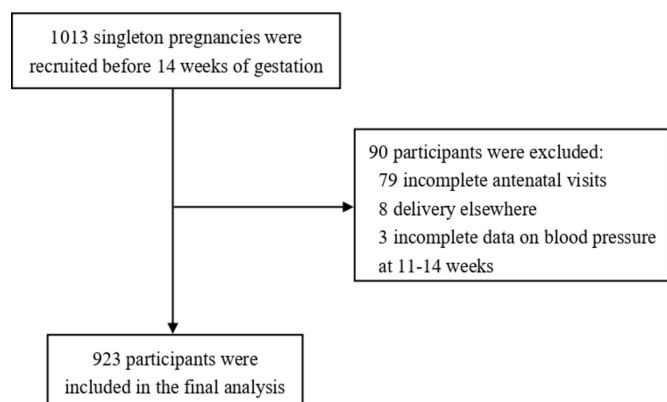 1013 singleton pregnancies were
recruited before 14 weeks of gestation
90 participants were excluded:
79 incomplete antenatal visits
8 delivery elsewhere
3 incomplete data on blood pressure
at 11-14 weeks
923 participants were
included in the final analysis